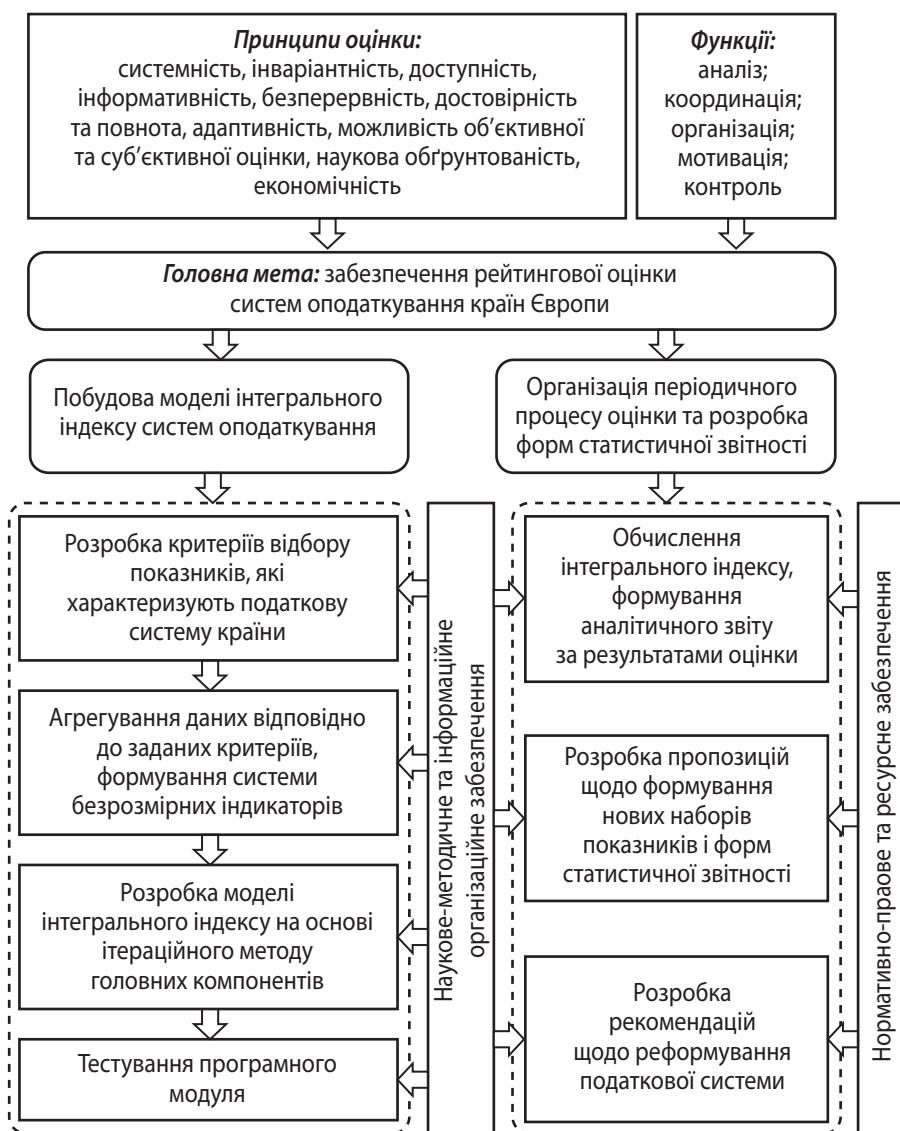 Принципи оцінки:
системність, інваріантність, доступність,
інформативність, безперервність, достовірність
та повнота, адаптивність, можливість об’єктивної
та суб’єктивної оцінки, наукова обґрунтованість,
економічність
Функції:
аналіз;
координація;
організація;
мотивація;
контроль
Головна мета: забезпечення рейтингової оцінки
систем оподаткування країн Європи
Побудова моделі інтегрального
індексу систем оподаткування
Організація періодичного
процесу оцінки та розробка
форм статистичної звітності
Розробка критеріїв відбору
показників, які
характеризують податкову
систему країни
Агрегування даних відповідно
до заданих критеріїв,
формування системи
безрозмірних індикаторів
Розробка моделі
інтегрального індексу на основі
ітераційного методу
головних компонентів
Тестування програмного
модуля
Наукове-методичне та інформаційне
організаційне забезпечення
Обчислення
інтегрального індексу,
формування
аналітичного звіту
за результатами оцінки
Розробка пропозицій
щодо формування
нових наборів
показників і форм
статистичної звітності
Розробка
рекомендацій
щодо реформування
податкової системи
Нормативно-праове та ресурсне забезпечення